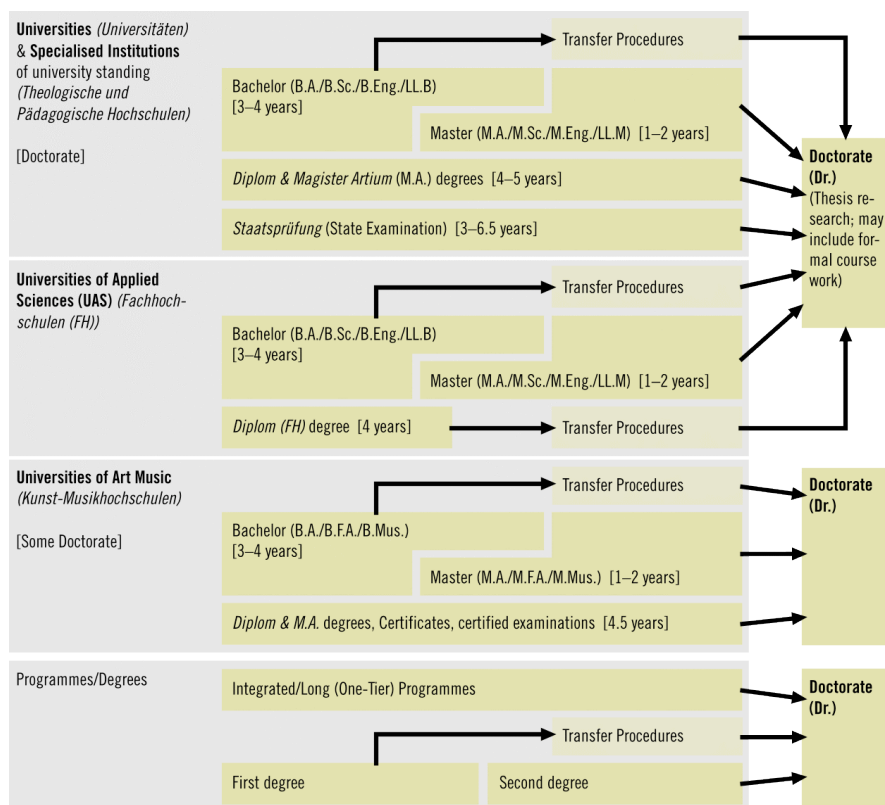 Universities (Universitäten)
& Specialised Institutions
of university standing
(Theologische und
Pädagogische Hochschulen)
[Doctorate]
Transfer Procedures
Bachelor (B.A./B.Sc./B.Eng./LL.B)
[3–4 years]
Master (M.A./M.Sc./M.Eng./LL.M) [1–2 years]
Diplom & Magister Artium (M.A.) degrees [4–5 years]
Staatsprüfung (State Examination) [3–6.5 years]
Doctorate
(Dr.)
(Thesis re-
search; may
include for-
mal course
work)
Universities of Applied
Sciences (UAS) (Fachhoch-
schulen (FH))
Transfer Procedures
Bachelor (B.A./B.Sc./B.Eng./LL.B)
[3–4 years]
Master (M.A./M.Sc./M.Eng./LL.M) [1–2 years]
Diplom (FH) degree [4 years]
Transfer Procedures
Universities of Art Music
(Kunst-Musikhochschulen)
[Some Doctorate]
Transfer Procedures
Bachelor (B.A./B.F.A./B.Mus.)
[3–4 years]
Master (M.A./M.F.A./M.Mus.) [1–2 years]
Diplom & M.A. degrees, Certificates, certified examinations [4.5 years]
Doctorate
(Dr.)
Programmes/Degrees
Integrated/Long (One-Tier) Programmes
Transfer Procedures
First degree
Second degree
Doctorate
(Dr.)